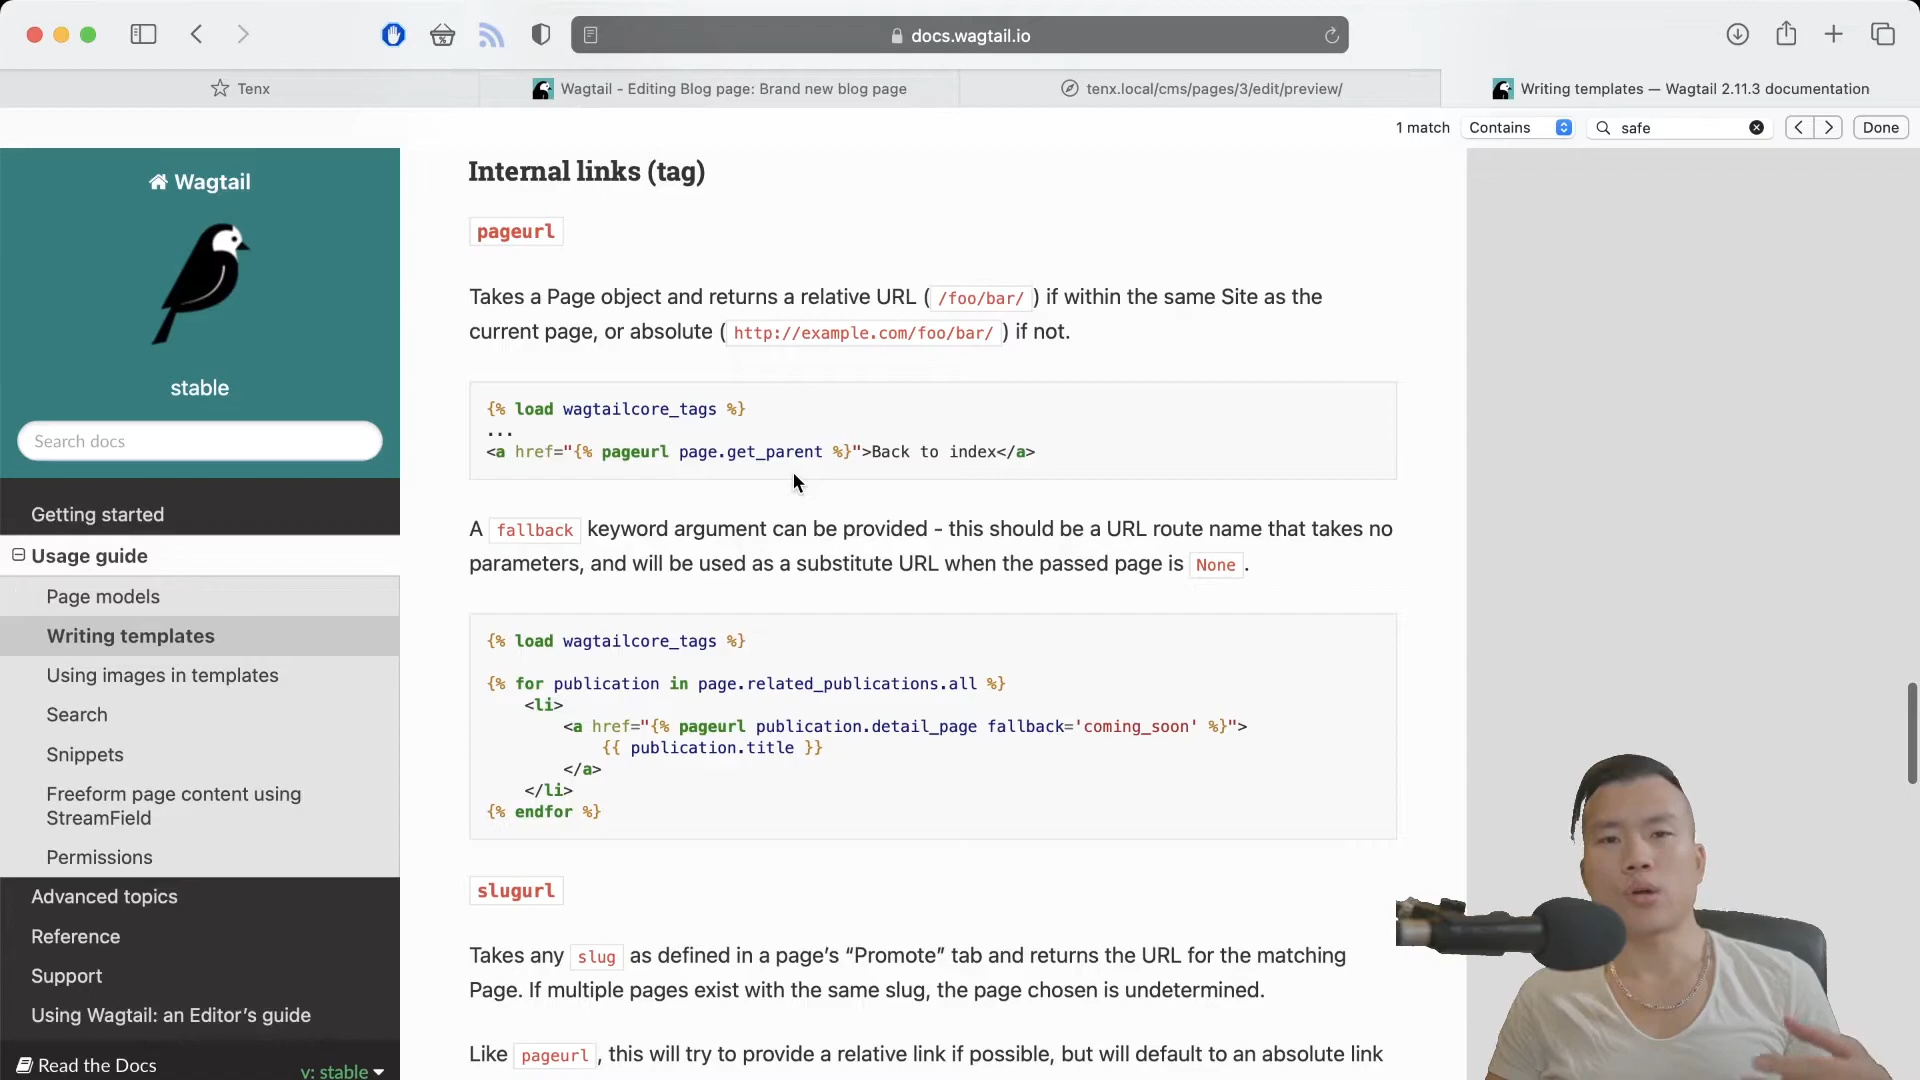 docs.wagtail.io
Tenx
Wagtail - Editing Blog page: Brand new blog page
tenx.local/cms/pages/3/edit/preview/
Writing templates — Wagtail 2.11.3 documentation
1 match
Contains
safe
Done
Wagtail
stable
Search docs
Getting started
Usage guide
Page models
Writing templates
Using images in templates
Search
Snippets
Freeform page content using
StreamField
Permissions
Advanced topics
Reference
Support
Using Wagtail: an Editor's guide
Read the Docs
v: stable
Internal links (tag)
pageurl
Takes a Page object and returns a relative URL ( /foo/bar/ ) if within the same Site as the
current page, or absolute ( http://example.com/foo/bar/ ) if not.
{% load wagtailcore_tags %}
...
<a href="{% pageurl page.get_parent %}">Back to index</a>
A fallback keyword argument can be provided - this should be a URL route name that takes no
parameters, and will be used as a substitute URL when the passed page is None .
{% load wagtailcore_tags %}
{% for publication in page.related_publications.all %}
<li>
<a href="{% pageurl publication.detail_page fallback='coming_soon' %}">
{{ publication.title }}
</a>
</li>
{% endfor %}
slugurl
Takes any slug as defined in a page's “Promote” tab and returns the URL for the matching
Page. If multiple pages exist with the same slug, the page chosen is undetermined.
Like pageurl , this will try to provide a relative link if possible, but will default to an absolute link